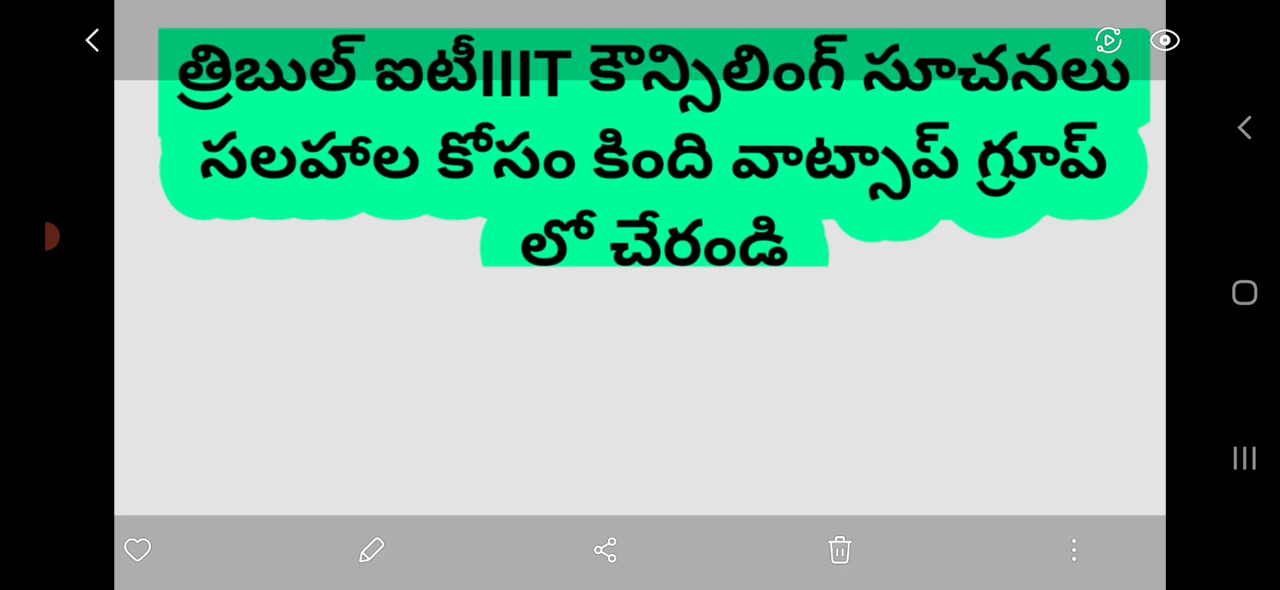 త్రిబుల్ ఐటీIIIT కౌన్సిలింగ్ సూచనలు
సలహాల కోసం కింది వాట్సాప్ గ్రూప్
లో చేరండి